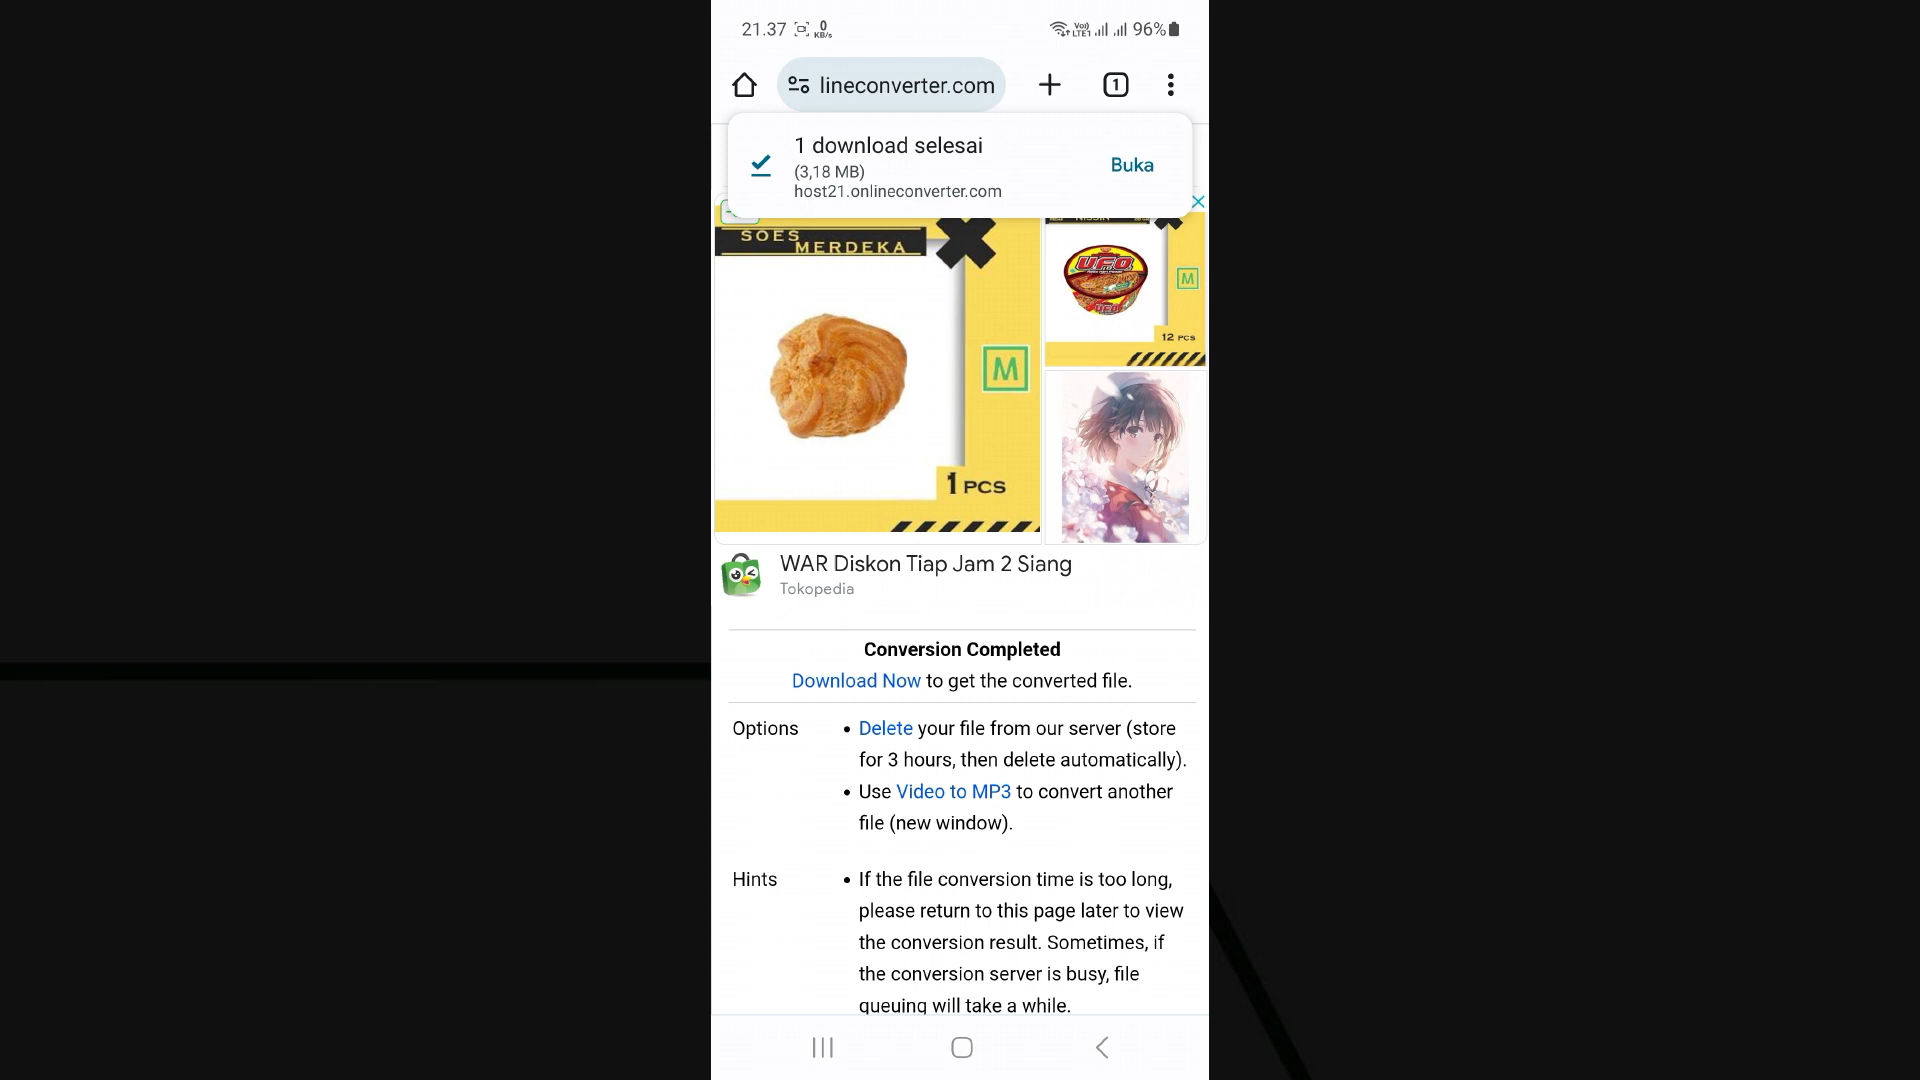 21.37
0
KB/s
Vo))
LTE1
96%
lineconverter.com
1
1 download selesai
(3,18 MB)
host21.onlineconverter.com
Buka
SOES
MERDEKA
M
1 PCS
NISSIN
UFO
UFO
M
12 PCS
WAR Diskon Tiap Jam 2 Siang
Tokopedia
Conversion Completed
Download Now to get the converted file.
Options
• Delete your file from our server (store
for 3 hours, then delete automatically).
• Use Video to MP3 to convert another
file (new window).
Hints
• If the file conversion time is too long,
please return to this page later to view
the conversion result. Sometimes, if
the conversion server is busy, file
queuing will take a while.